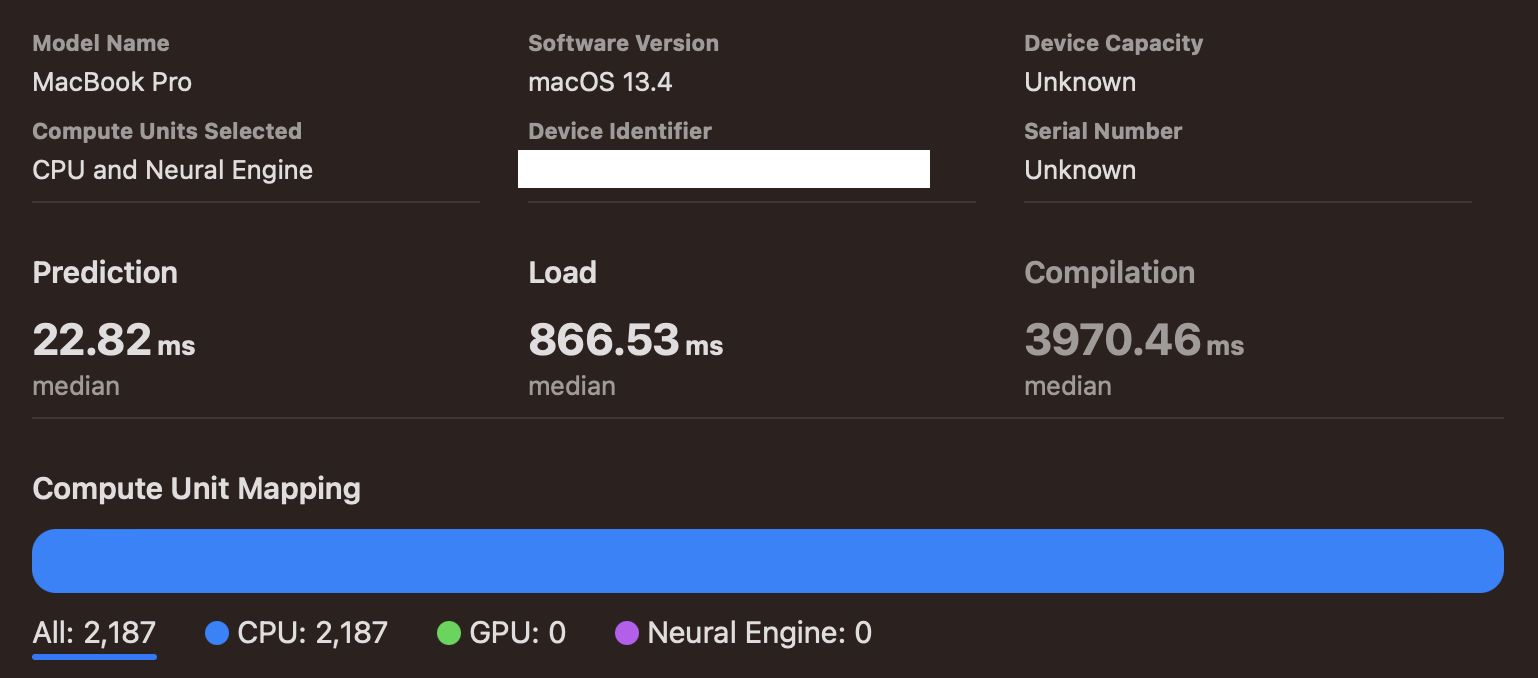 Model Name
MacBook Pro
Software Version
macOS 13.4
Device Capacity
Unknown
Compute Units Selected
CPU and Neural Engine
Device Identifier
Serial Number
Unknown
Prediction
22.82 ms
median
Load
866.53 ms
median
Compilation
3970.46 ms
median
Compute Unit Mapping
All: 2,187 CPU: 2,187 GPU: 0 Neural Engine: 0